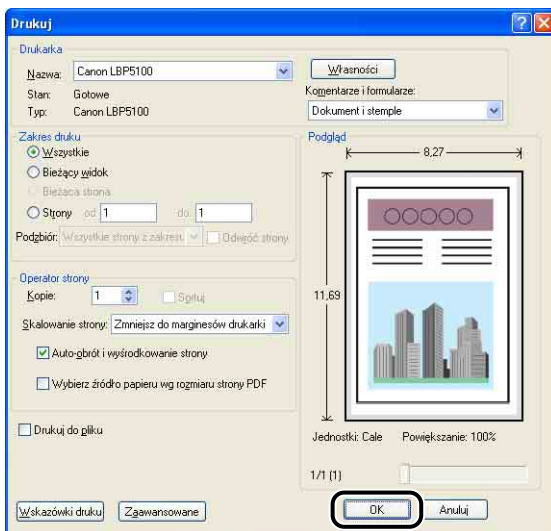 Drukuj
Drukarka
Nazwa: Canon LBP5100
Własności
Stan: Gotowe
Komentarze i formularze:
Typ: Canon LBP5100
Dokument i stemple
Zakres druku
Wszystkie
Bieżący widok
Bieżąca strona
Strony od 1 do 1
Podzbiór: Wszystkie strony z zakresu Odwróć strony
Operator strony
Kopie: 1 Sortuj
Skalowanie strony: Zmniejsz do marginesów drukarki
Auto-obrót i wyśrodkowanie strony
Wybierz źródło papieru wg rozmiaru strony PDF
Drukuj do pliku
Podgląd
8,27
11,69
Jednostki: Cale Powiększanie: 100%
1/1 (1)
Wskazówki druku Zaawansowane OK Anuluj